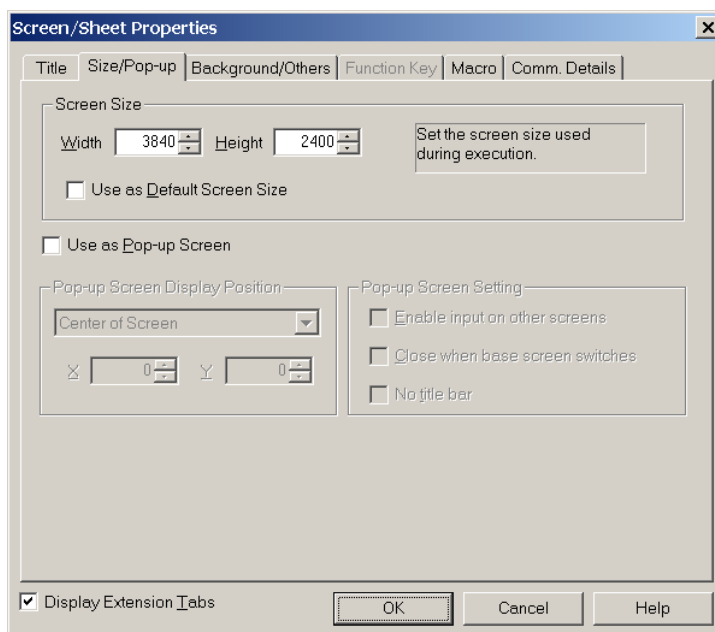 Screen/Sheet Properties
Title Size/Pop-up Background/Others Function Key Macro Comm. Details
Screen Size
Width 3840 Height 2400
Set the screen size used
during execution.
Use as Default Screen Size
Use as Pop-up Screen
Pop-up Screen Display Position
Center of Screen
X 0 Y 0
Pop-up Screen Setting
Enable input on other screens
Close when base screen switches
No title bar
Display Extension Tabs
OK Cancel Help